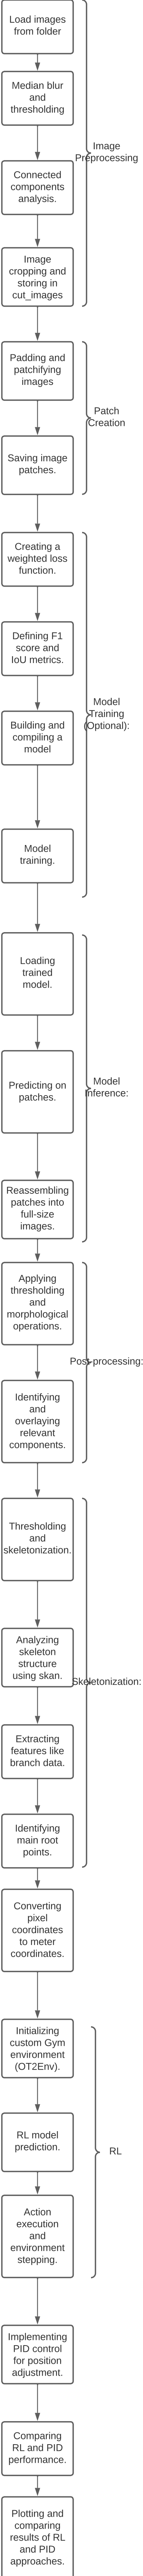 Load images
from folder
Median blur
and
thresholding
Connected
components
analysis.
Image
Preprocessing
Image
cropping and
storing in
cut_images
Padding and
patchifying
images
Patch
Creation
Saving image
patches.
Creating a
weighted loss
function.
Defining F1
score and
IoU metrics.
Building and
compiling a
model
Model
Training
(Optional):
Model
training.
Loading
trained
model.
Predicting on
patches.
Model
Inference:
Reassembling
patches into
full-size
images.
Applying
thresholding
and
morphological
operations.
Post-processing:
Identifying
and
overlaying
relevant
components.
Thresholding
and
skeletonization.
Analyzing
skeleton
structure
using skan.
Skeletonization:
Extracting
features like
branch data.
Identifying
main root
points.
Converting
pixel
coordinates
to meter
coordinates.
Initializing
custom Gym
environment
(OT2Env).
RL model
prediction.
RL
Action
execution
and
environment
stepping.
Implementing
PID control
for position
adjustment.
Comparing
RL and PID
performance.
Plotting and
comparing
results of RL
and PID
approaches.